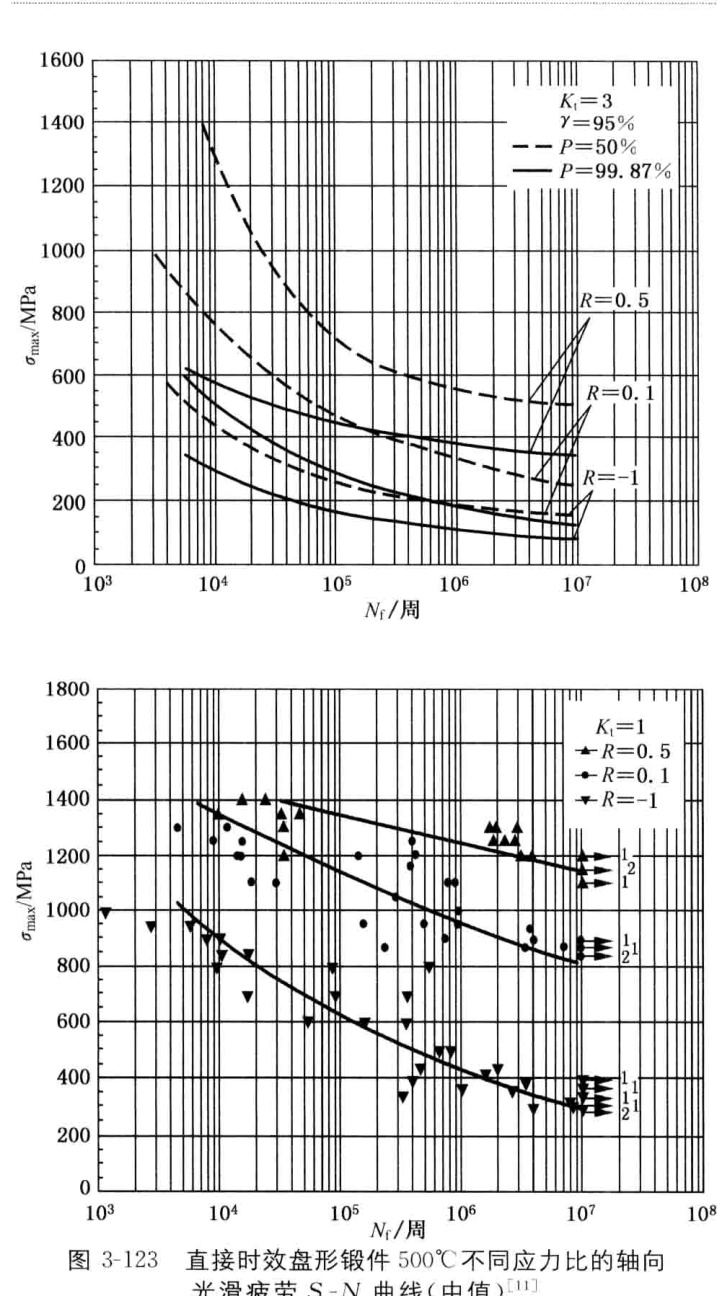 1600
1400
1200
1000
800
600
400
200
0
σmax/MPa
Kt=3
γ=95%
P=50%
P=99.87%
R=0.5
R=0.1
R=-1
10³ 10⁴ 10⁵ 10⁶ 10⁷ 10⁸
Nf/周
1800
1600
1400
1200
1000
800
600
400
200
0
σmax/MPa
Kt=1
R=0.5
R=0.1
R=-1
1
2
1
1
1
2
1
1
1
1
2
10³ 10⁴ 10⁵ 10⁶ 10⁷ 10⁸
Nf/周
图 3-123 直接时效盘形锻件 500℃不同应力比的轴向
光滑疲劳 S-N 曲线(中值)[11]